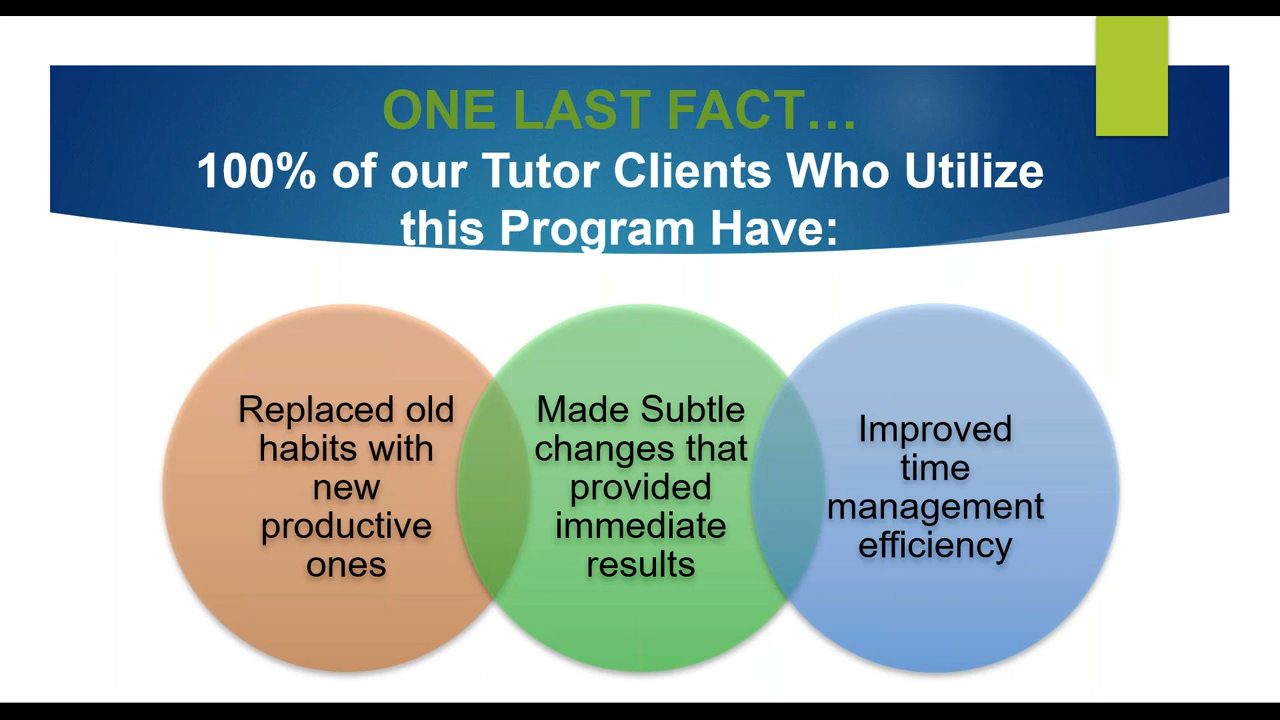 ONE LAST FACT...
100% of our Tutor Clients Who Utilize
this Program Have:
Replaced old
habits with
new
productive
ones
Made Subtle
changes that
provided
immediate
results
Improved
time
management
efficiency